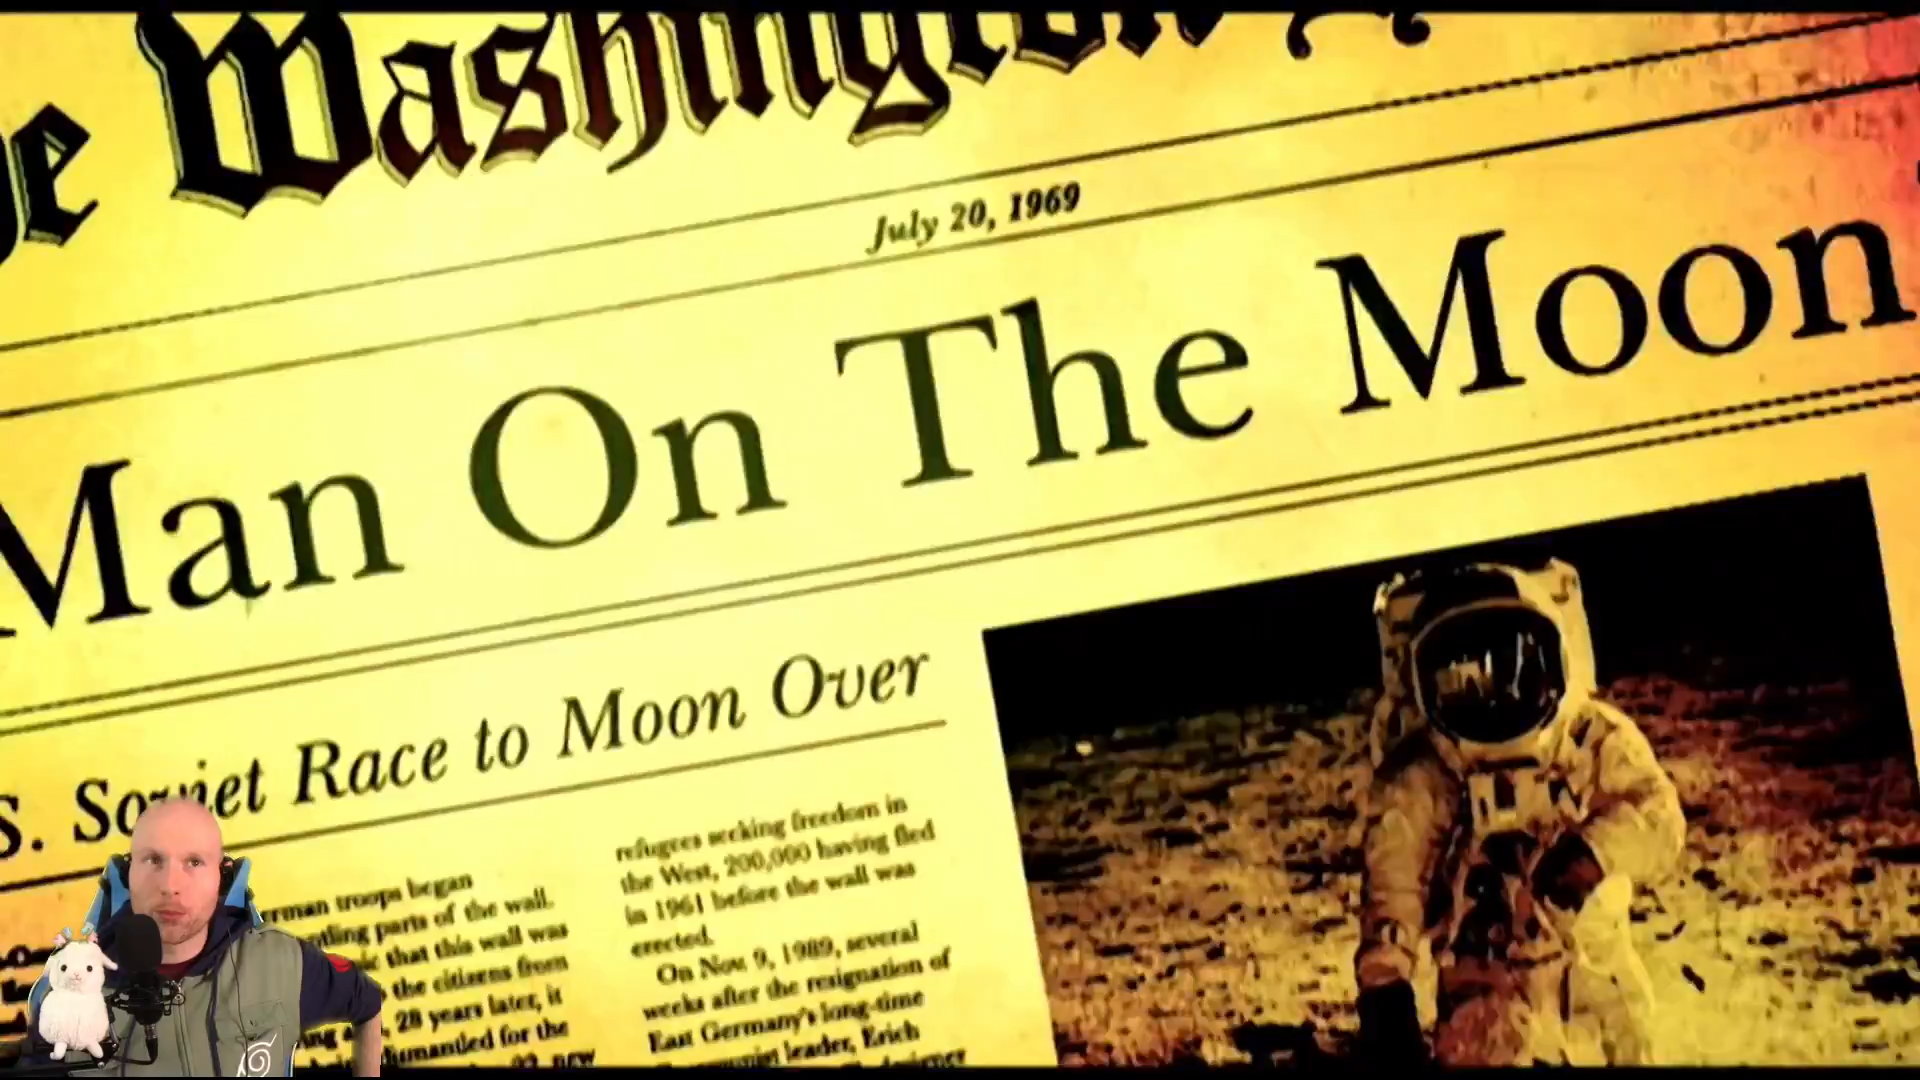 Washington
July 20, 1969
Man On The Moon
S. Soviet Race to Moon Over
troops began
parts of the wall.
that this wall was
the citizens from
28 years later, it
dismantled for the
refugees seeking freedom in
the West, 200,000 having fled
in 1961 before the wall was
erected.
On Nov. 9, 1989, several
weeks after the resignation of
East Germany's long-time
leader, Erich